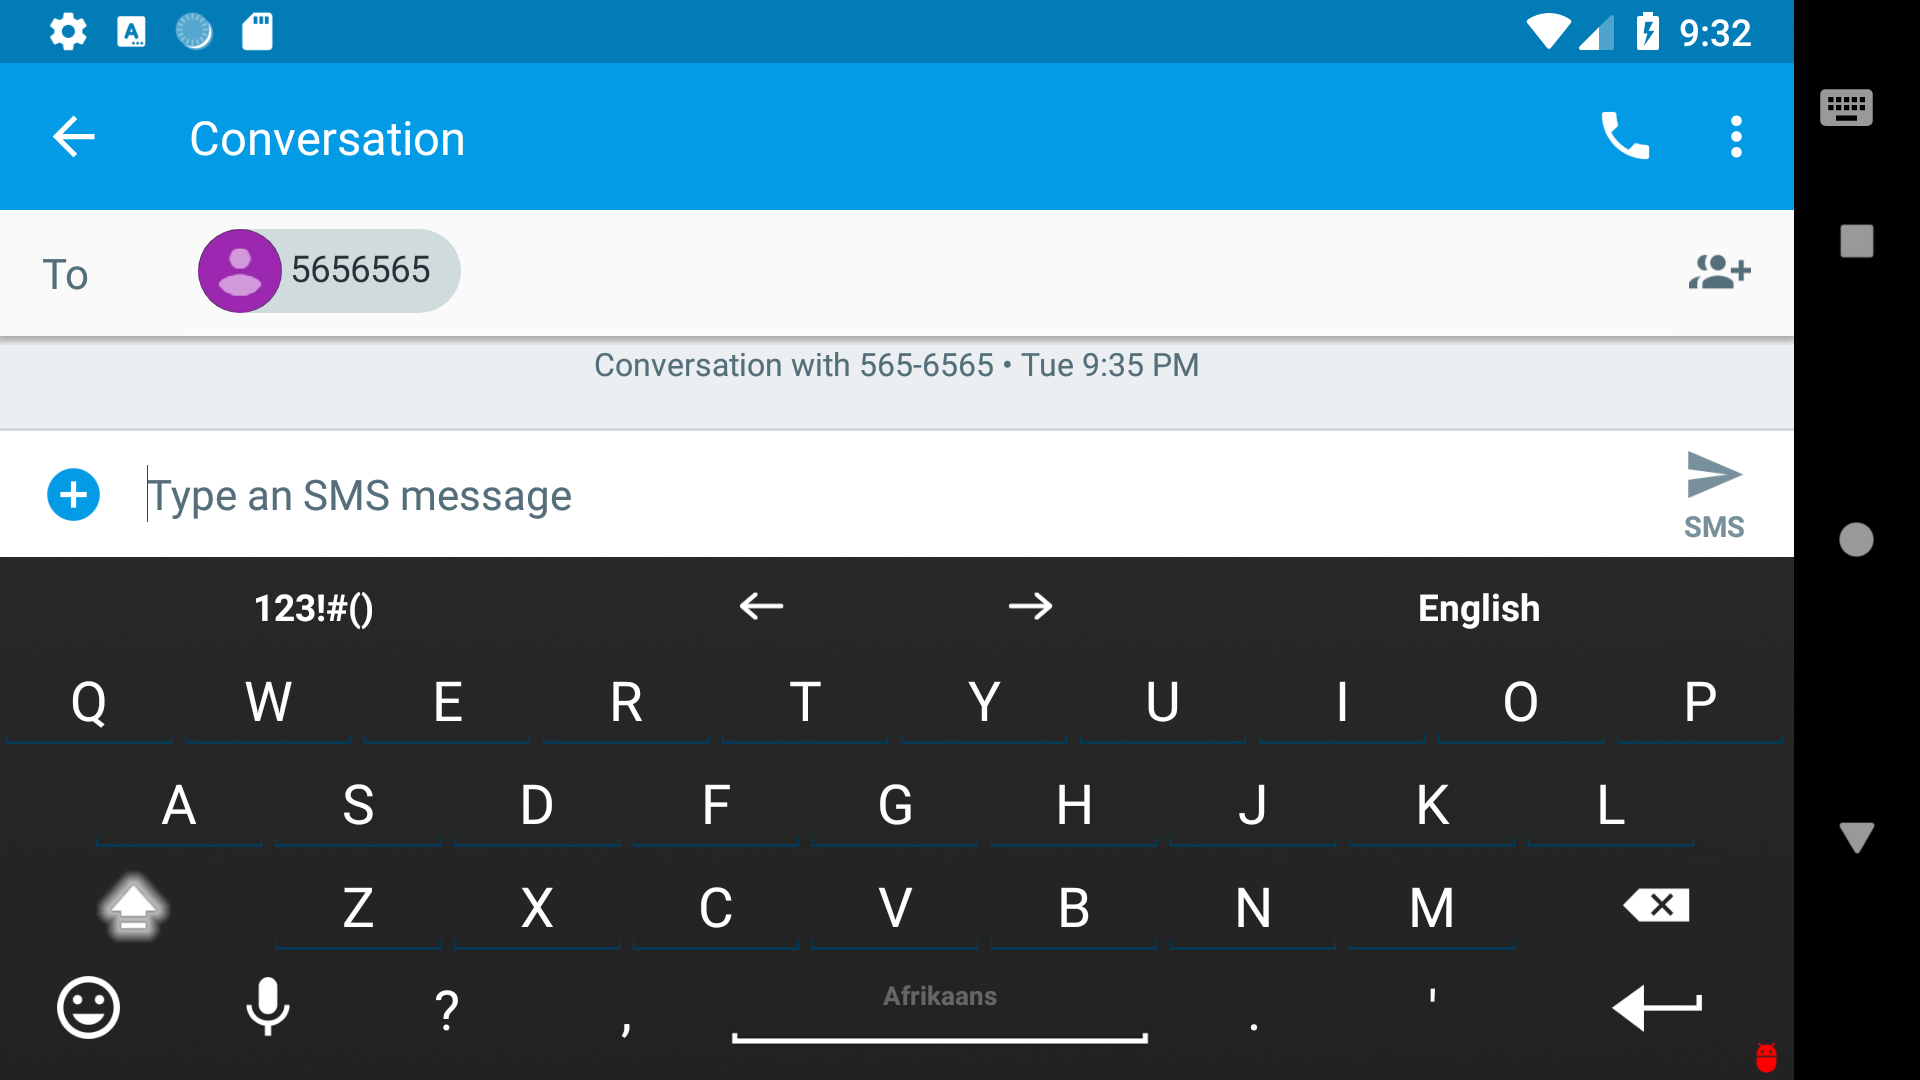 9:32
Conversation
To 5656565
Conversation with 565-6565 • Tue 9:35 PM
Type an SMS message
SMS
123!#() English
Q W E R T Y U I O P
A S D F G H J K L
Z X C V B N M
? , Afrikaans . '